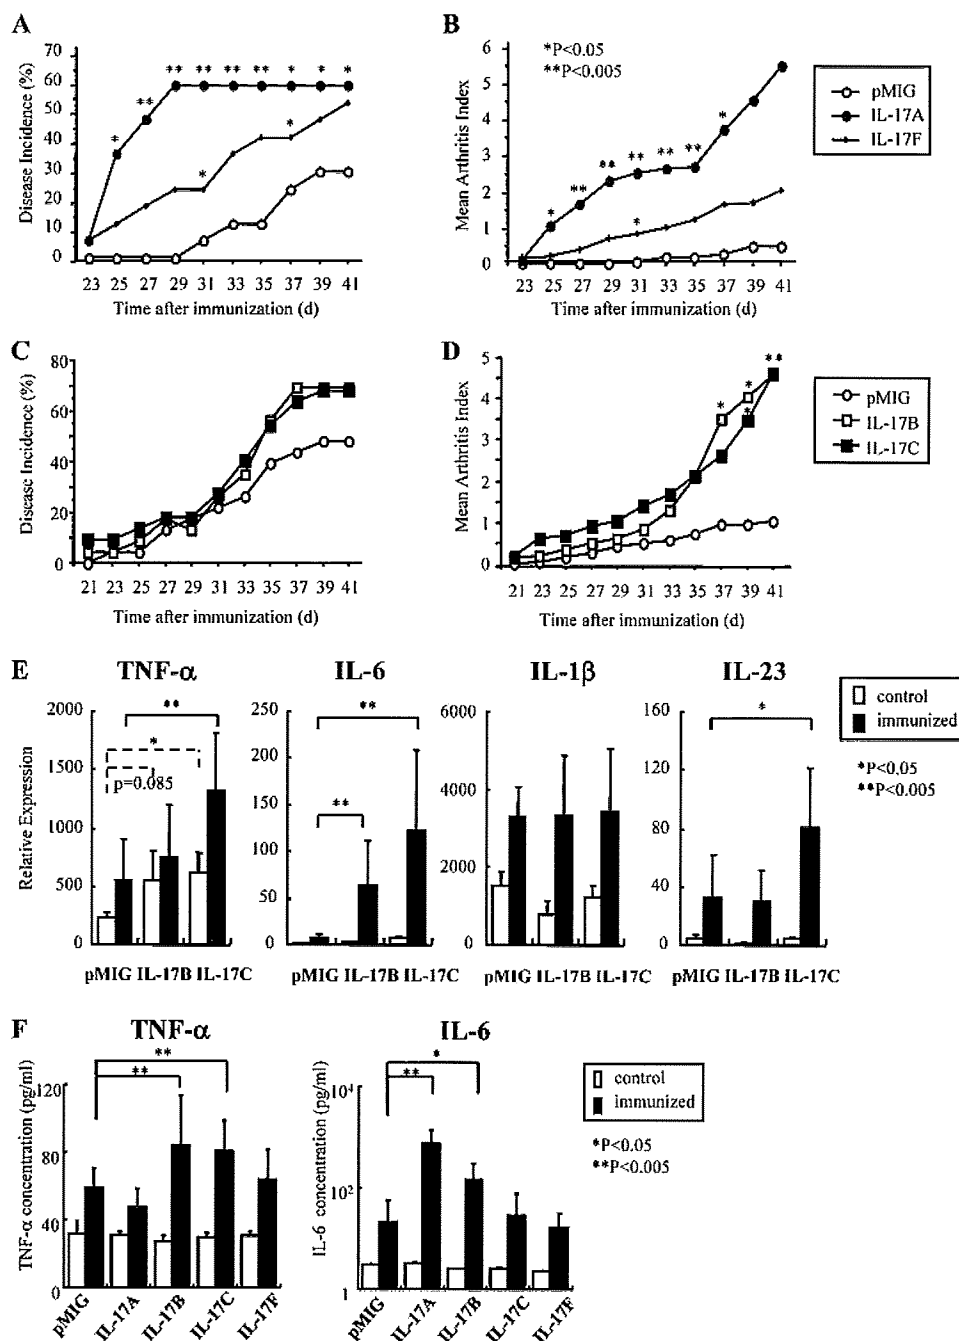 A
70
60
50
40
30
20
10
0
Disease Incidence (%)
* ** ** ** ** ** * * *
* *
23 25 27 29 31 33 35 37 39 41
Time after immunization (d)
B
6
5
4
3
2
1
0
Mean Arthritis Index
*P<0.05
**P<0.005
* ** ** ** ** ** *
*
23 25 27 29 31 33 35 37 39 41
Time after immunization (d)
pMIG
IL-17A
IL-17F
C
80
60
40
20
0
Disease Incidence (%)
21 23 25 27 29 31 33 35 37 39 41
Time after immunization (d)
D
5
4
3
2
1
0
Mean Arthritis Index
* * * **
21 23 25 27 29 31 33 35 37 39 41
Time after immunization (d)
pMIG
IL-17B
IL-17C
E
TNF-α
2000
1500
1000
500
0
Relative Expression
**
*
p=0.085
pMIG IL-17B IL-17C
IL-6
250
200
150
100
50
0
**
**
pMIG IL-17B IL-17C
IL-1β
6000
4000
2000
0
pMIG IL-17B IL-17C
IL-23
160
120
80
40
0
*
pMIG IL-17B IL-17C
control
immunized
*P<0.05
**P<0.005
F
TNF-α
120
80
40
0
TNF-α concentration (pg/ml)
**
**
pMIG IL-17A IL-17B IL-17C IL-17F
IL-6
10⁴
10²
1
IL-6 concentration (pg/ml)
*
**
pMIG IL-17A IL-17B IL-17C IL-17F
control
immunized
*P<0.05
**P<0.005